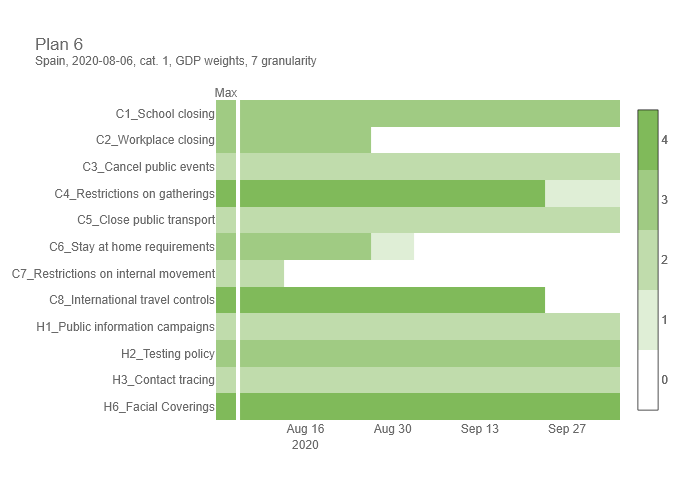 Plan 6
Spain, 2020-08-06, cat. 1, GDP weights, 7 granularity
Max
C1_School closing
C2_Workplace closing
C3_Cancel public events
C4_Restrictions on gatherings
C5_Close public transport
C6_Stay at home requirements
C7_Restrictions on internal movement
C8_International travel controls
H1_Public information campaigns
H2_Testing policy
H3_Contact tracing
H6_Facial Coverings
4
3
2
1
0
Aug 16 Aug 30 Sep 13 Sep 27
2020